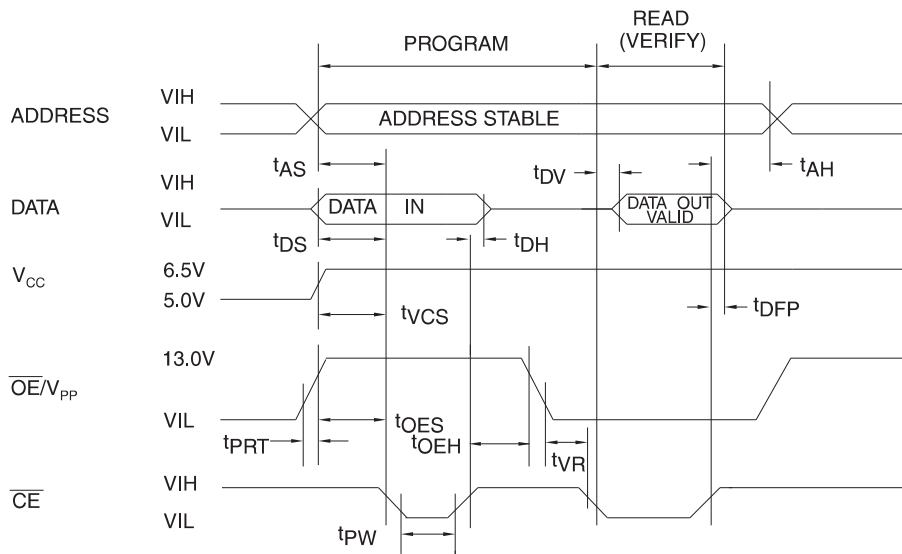 PROGRAM
READ
(VERIFY)
ADDRESS
VIH
VIL
ADDRESS STABLE
tAS
tDV
tAH
DATA
VIH
VIL
DATA IN
DATA OUT
VALID
tDS
tDH
VCC
6.5V
5.0V
tVCS
tDFP
OE/VPP
13.0V
VIL
tPRT
tOES
tOEH
tVR
CE
VIH
VIL
tPW